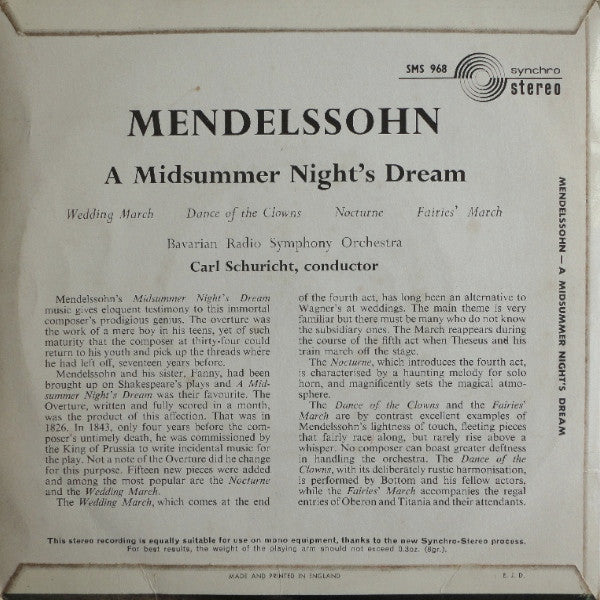 SMS 968 synchro
stereo
MENDELSSOHN
A Midsummer Night's Dream
Wedding March Dance of the Clowns Nocturne Fairies' March
Bavarian Radio Symphony Orchestra
Carl Schuricht, conductor
Mendelssohn's Midsummer Night's Dream
music gives eloquent testimony to this immortal
composer's prodigious genius. The overture was
the work of a mere boy in his teens, yet of such
maturity that the composer at thirty-four could
return to his youth and pick up the threads where
he had left off, seventeen years before.
Mendelssohn and his sister, Fanny, had been
brought up on Shakespeare's plays and A Mid-
summer Night's Dream was their favourite. The
Overture, written and fully scored in a month,
was the product of this affection. That was in
1826. In 1843, only four years before the com-
poser's untimely death, he was commissioned by
the King of Prussia to write incidental music for
the play. Not a note of the Overture did he change
for this purpose. Fifteen new pieces were added
and among the most popular are the Nocturne
and the Wedding March.
The Wedding March, which comes at the end
of the fourth act, has long been an alternative to
Wagner's at weddings. The main theme is very
familiar but there must be many who do not know
the subsidiary ones. The March reappears during
the course of the fifth act when Theseus and his
train march off the stage.
The Nocturne, which introduces the fourth act,
is characterised by a haunting melody for solo
horn, and magnificently sets the magical atmo-
sphere.
The Dance of the Clowns and the Fairies'
March are by contrast excellent examples of
Mendelssohn's lightness of touch, fleeting pieces
that fairly race along, but rarely rise above a
whisper. No composer can boast greater deftness
in handling the orchestra. The Dance of the
Clowns, with its deliberately rustic harmonisation,
is performed by Bottom and his fellow actors,
while the Fairies' March accompanies the regal
entries of Oberon and Titania and their attendants.
MENDELSSOHN — A MIDSUMMER NIGHT'S DREAM
This stereo recording is equally suitable for use on mono equipment, thanks to the new Synchro-Stereo process.
For best results, the weight of the playing arm should not exceed 0.3oz. (8gr.).
MADE AND PRINTED IN ENGLAND
E. J. D.